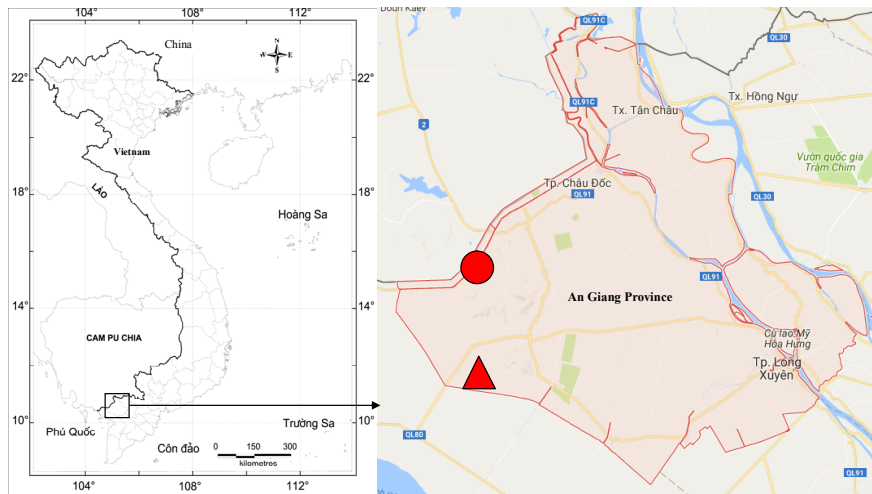 104° 108° 112°
China
N
W E
S
22°
Vietnam
LÀO
18°
Hoàng Sa
14°
CAM PU CHIA
10°
Phú Quốc
Trường Sa
Côn đảo
0 150 300
kilometres
104° 108° 112°
22°
18°
14°
10°
Doun Kaev
QL91C
QL30
QL91C
Tx. Tân Châu
Tx. Hồng Ngự
2
Vườn quốc gia
Tràm Chim
Tp. Châu Đốc
QL91
QL30
QL91
An Giang Province
Cù lao Mỹ
Hòa Hưng
Tp. Long
Xuyên
QL80
QL91